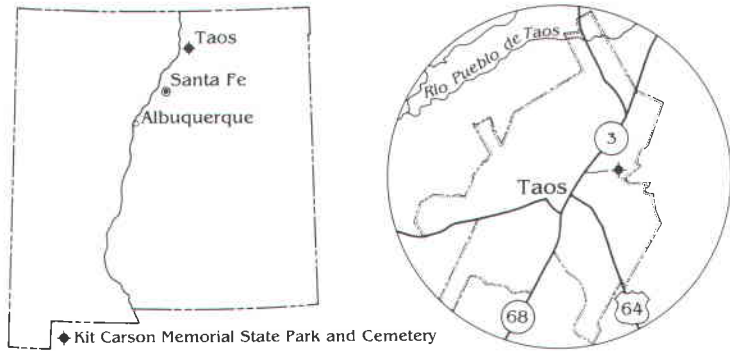 Taos
Santa Fe
Albuquerque
Kit Carson Memorial State Park and Cemetery
Rio Pueblo de Taos
3
Taos
68
64